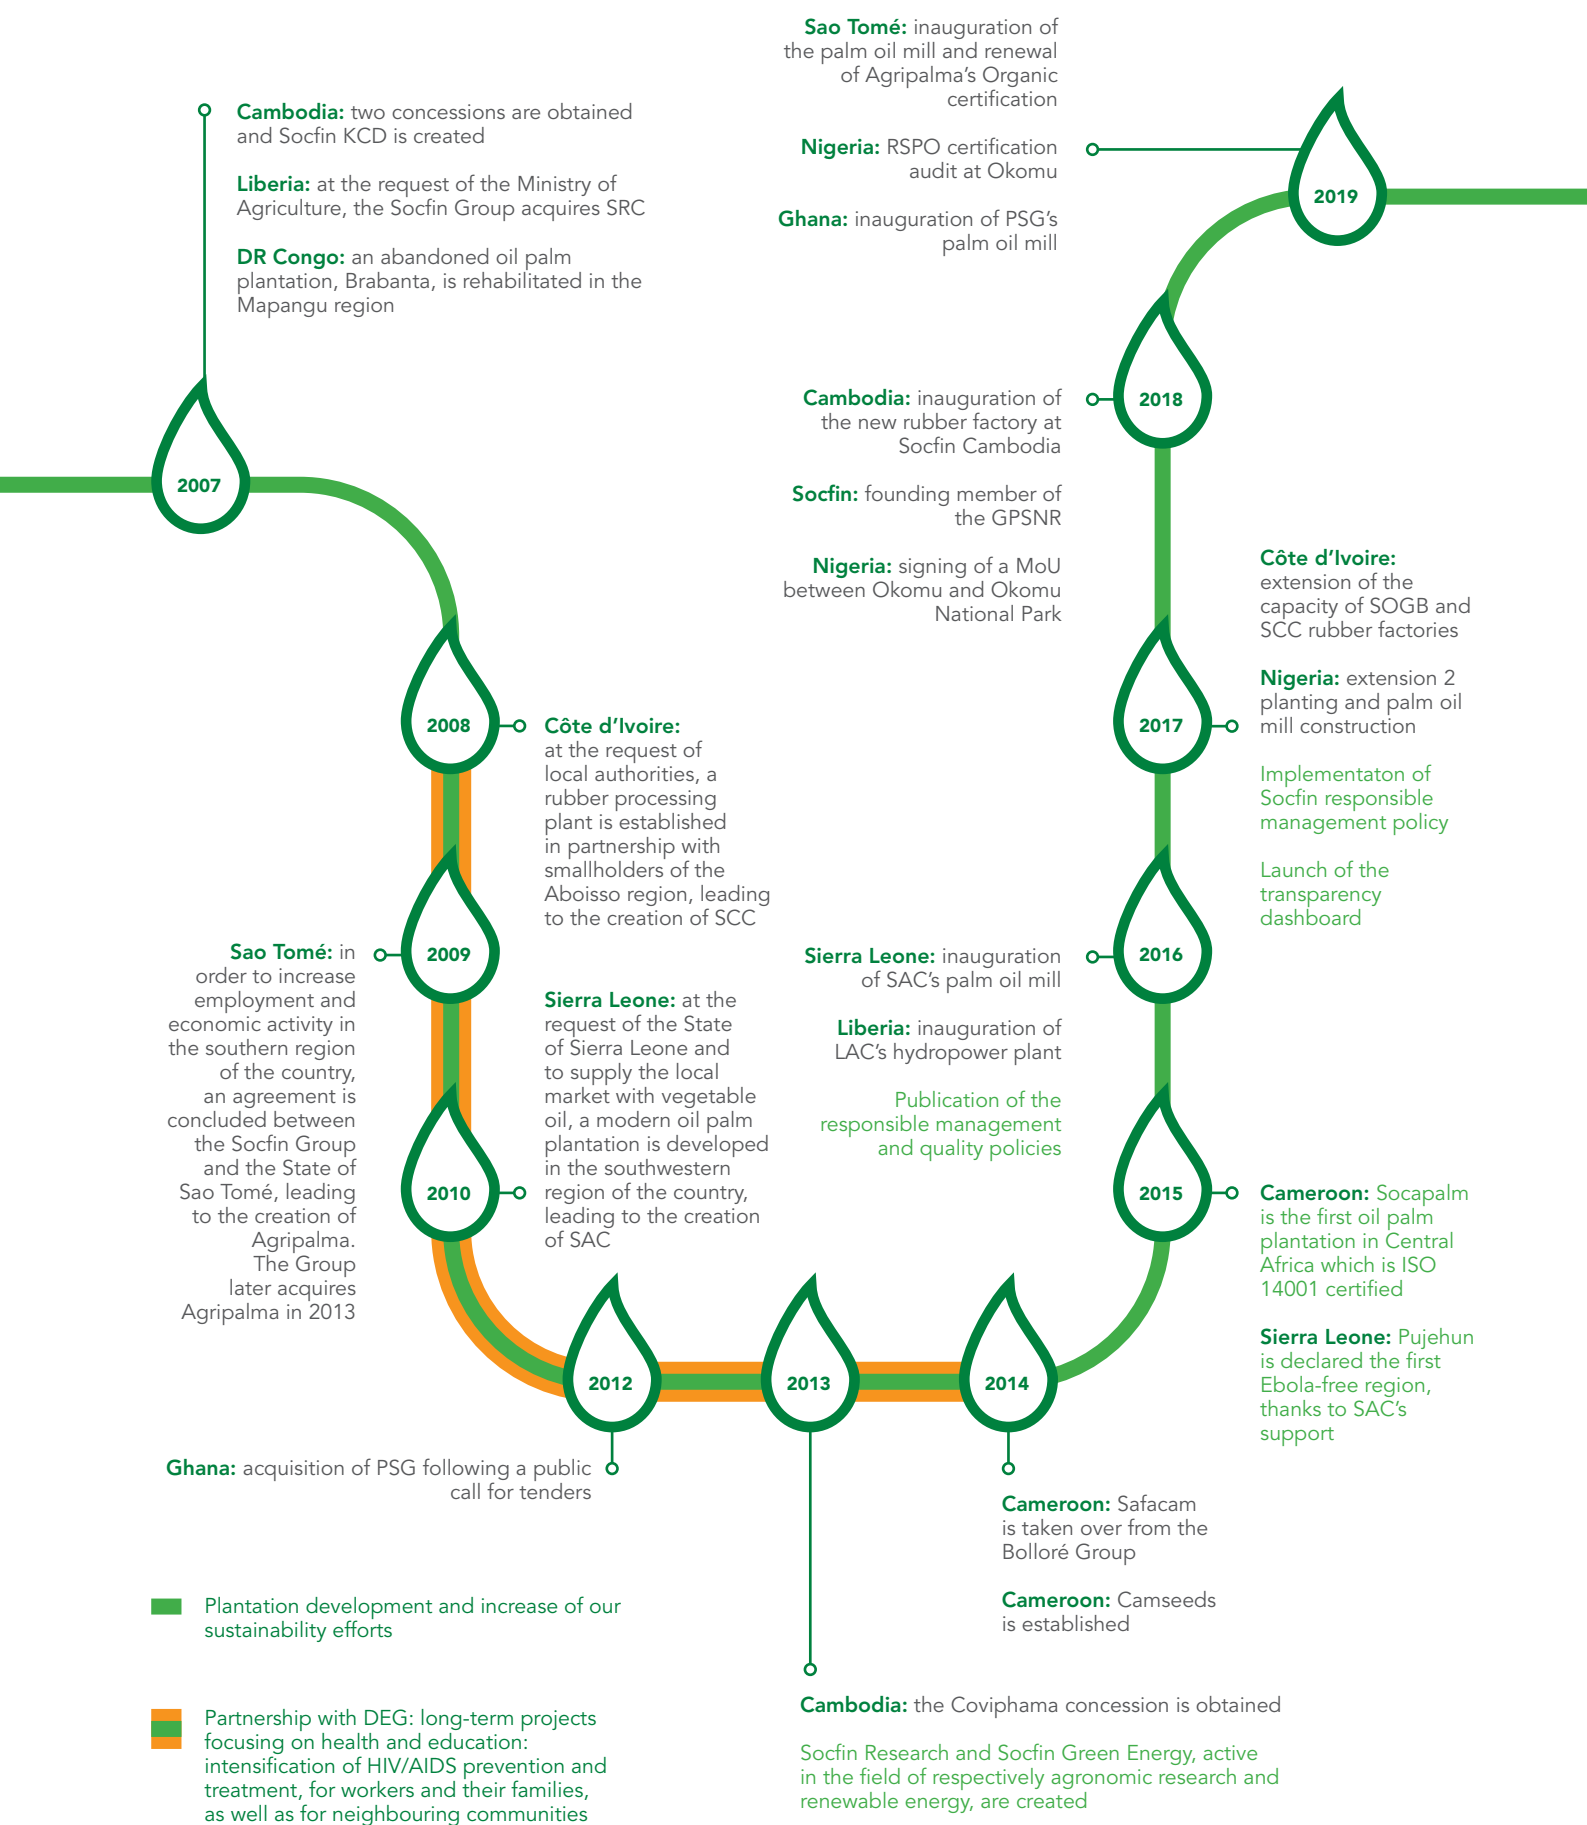 2007
Cambodia: two concessions are obtained
and Socfin KCD is created
Liberia: at the request of the Ministry of
Agriculture, the Socfin Group acquires SRC
DR Congo: an abandoned oil palm
plantation, Brabanta, is rehabilitated in the
Mapangu region
2008
Côte d’Ivoire:
at the request of
local authorities, a
rubber processing
plant is established
in partnership with
smallholders of the
Aboisso region, leading
to the creation of SCC
2009
Sao Tomé: in
order to increase
employment and
economic activity in
the southern region
of the country,
an agreement is
concluded between
the Socfin Group
and the State of
Sao Tomé, leading
to the creation of
Agripalma.
The Group
later acquires
Agripalma in 2013
2010
Sierra Leone: at the
request of the State
of Sierra Leone and
to supply the local
market with vegetable
oil, a modern oil palm
plantation is developed
in the southwestern
region of the country,
leading to the creation
of SAC
2012
Ghana: acquisition of PSG following a public
call for tenders
2013
Cambodia: the Coviphama concession is obtained
Socfin Research and Socfin Green Energy, active
in the field of respectively agronomic research and
renewable energy, are created
2014
Cameroon: Safacam
is taken over from the
Bolloré Group
Cameroon: Camseeds
is established
2015
Cameroon: Socapalm
is the first oil palm
plantation in Central
Africa which is ISO
14001 certified
Sierra Leone: Pujehun
is declared the first
Ebola-free region,
thanks to SAC’s
support
2016
Sierra Leone: inauguration
of SAC’s palm oil mill
Liberia: inauguration of
LAC’s hydropower plant
Publication of the
responsible management
and quality policies
2017
Côte d’Ivoire:
extension of the
capacity of SOGB and
SCC rubber factories
Nigeria: extension 2
planting and palm oil
mill construction
Implementaton of
Socfin responsible
management policy
Launch of the
transparency
dashboard
2018
Cambodia: inauguration of
the new rubber factory at
Socfin Cambodia
Socfin: founding member of
the GPSNR
Nigeria: signing of a MoU
between Okomu and Okomu
National Park
2019
Sao Tomé: inauguration of
the palm oil mill and renewal
of Agripalma’s Organic
certification
Nigeria: RSPO certification
audit at Okomu
Ghana: inauguration of PSG’s
palm oil mill
Plantation development and increase of our
sustainability efforts
Partnership with DEG: long-term projects
focusing on health and education:
intensification of HIV/AIDS prevention and
treatment, for workers and their families,
as well as for neighbouring communities